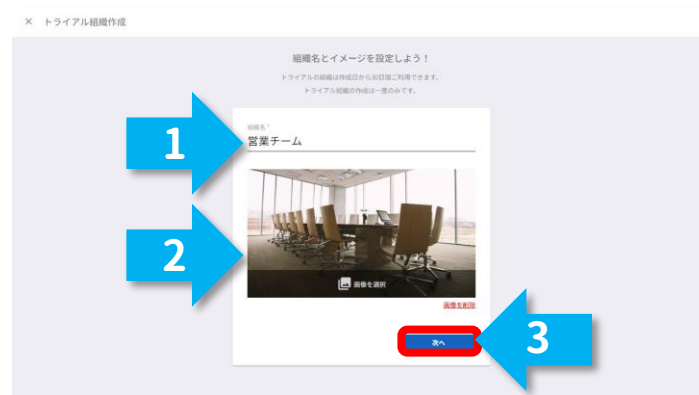 × トライアル組織作成
組織名とイメージを設定しよう！
トライアルの組織は作成日から30日間ご利用できます。
トライアル組織の作成は一度のみです。
組織名*
1
営業チーム
2
画像を選択
画像を削除
次へ
3